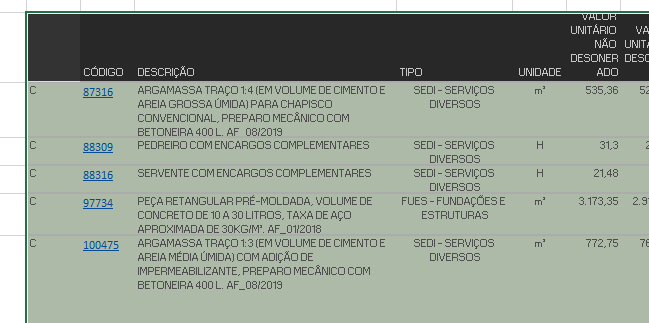 VALOR
UNITÁRIO VA
NÃO UNITÁ
DESONER DESO
CÓDIGO DESCRIÇÃO TIPO UNIDADE ADO
C 87316 ARGAMASSA TRAÇO 1:4 (EM VOLUME DE CIMENTO E SEDI - SERVIÇOS m³ 535,36 52
AREIA GROSSA ÚMIDA) PARA CHAPISCO DIVERSOS
CONVENCIONAL, PREPARO MECÂNICO COM
BETONEIRA 400 L. AF_08/2019
C 88309 PEDREIRO COM ENCARGOS COMPLEMENTARES SEDI - SERVIÇOS H 31,3 2
DIVERSOS
C 88316 SERVENTE COM ENCARGOS COMPLEMENTARES SEDI - SERVIÇOS H 21,48
DIVERSOS
C 97734 PEÇA RETANGULAR PRÉ-MOLDADA, VOLUME DE FUES - FUNDAÇÕES E m³ 3.173,35 2.9
CONCRETO DE 10 A 30 LITROS, TAXA DE AÇO ESTRUTURAS
APROXIMADA DE 30KG/M³. AF_01/2018
C 100475 ARGAMASSA TRAÇO 1:3 (EM VOLUME DE CIMENTO E SEDI - SERVIÇOS m³ 772,75 76
AREIA MÉDIA ÚMIDA) COM ADIÇÃO DE DIVERSOS
IMPERMEABILIZANTE, PREPARO MECÂNICO COM
BETONEIRA 400 L. AF_08/2019